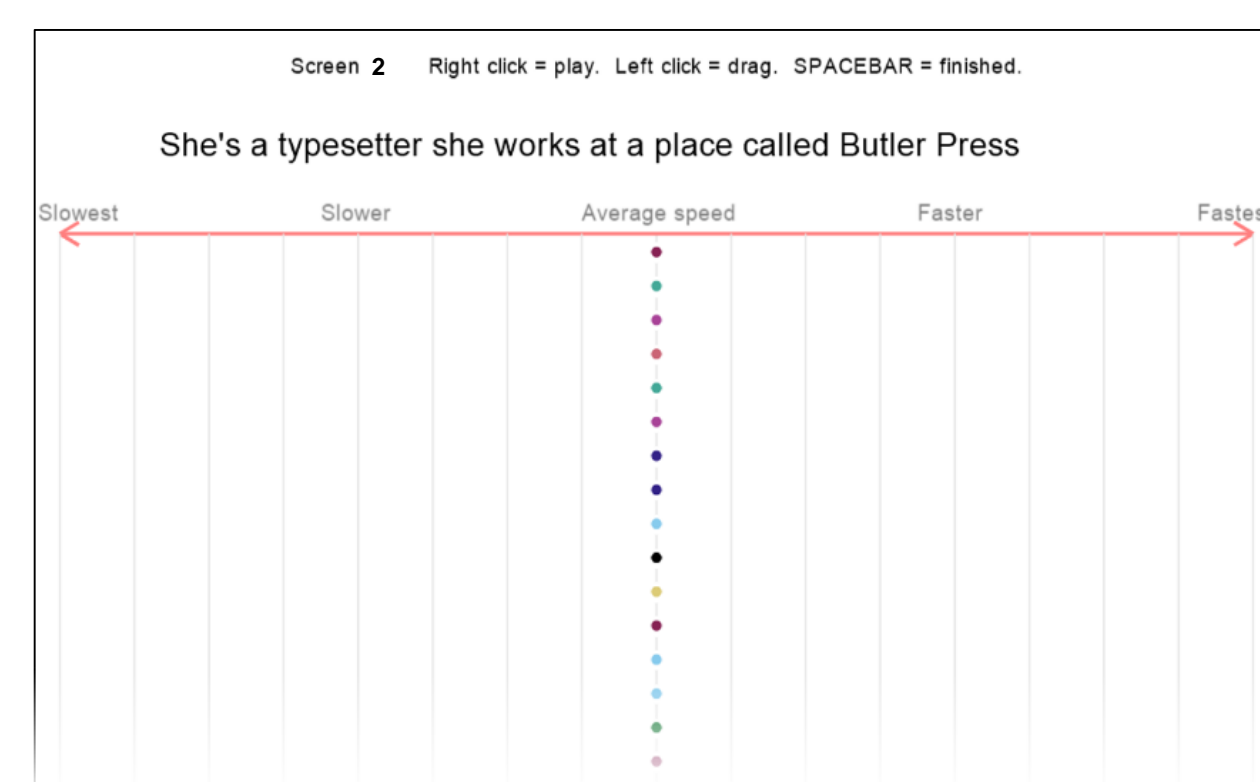 Screen 2 Right click = play. Left click = drag. SPACEBAR = finished.
She's a typesetter she works at a place called Butler Press
Slowest Slower Average speed Faster Fastes